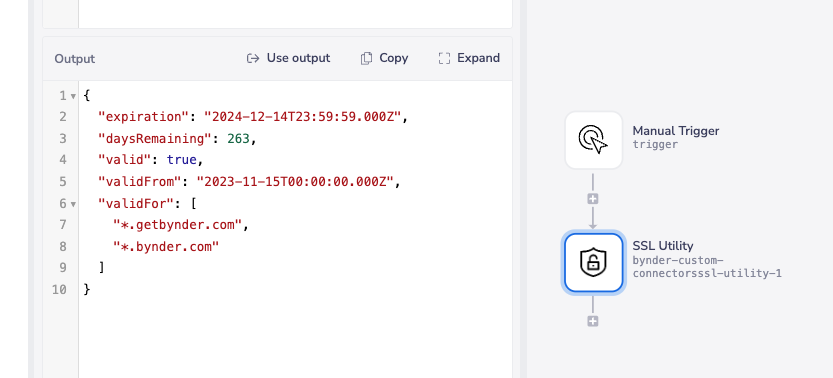 Output
Use output
Copy
Expand
1 {
2 "expiration": "2024-12-14T23:59:59.000Z",
3 "daysRemaining": 263,
4 "valid": true,
5 "validFrom": "2023-11-15T00:00:00.000Z",
6 "validFor": [
7 "*.getbynder.com",
8 "*.bynder.com"
9 ]
10 }
Manual Trigger
trigger
SSL Utility
bynder-custom-
connectorsssl-utility-1